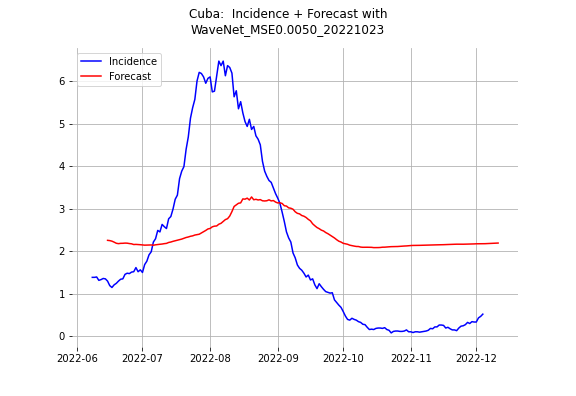 Cuba: Incidence + Forecast with
WaveNet_MSE0.0050_20221023
Incidence
Forecast
6
5
4
3
2
1
0
2022-06 2022-07 2022-08 2022-09 2022-10 2022-11 2022-12